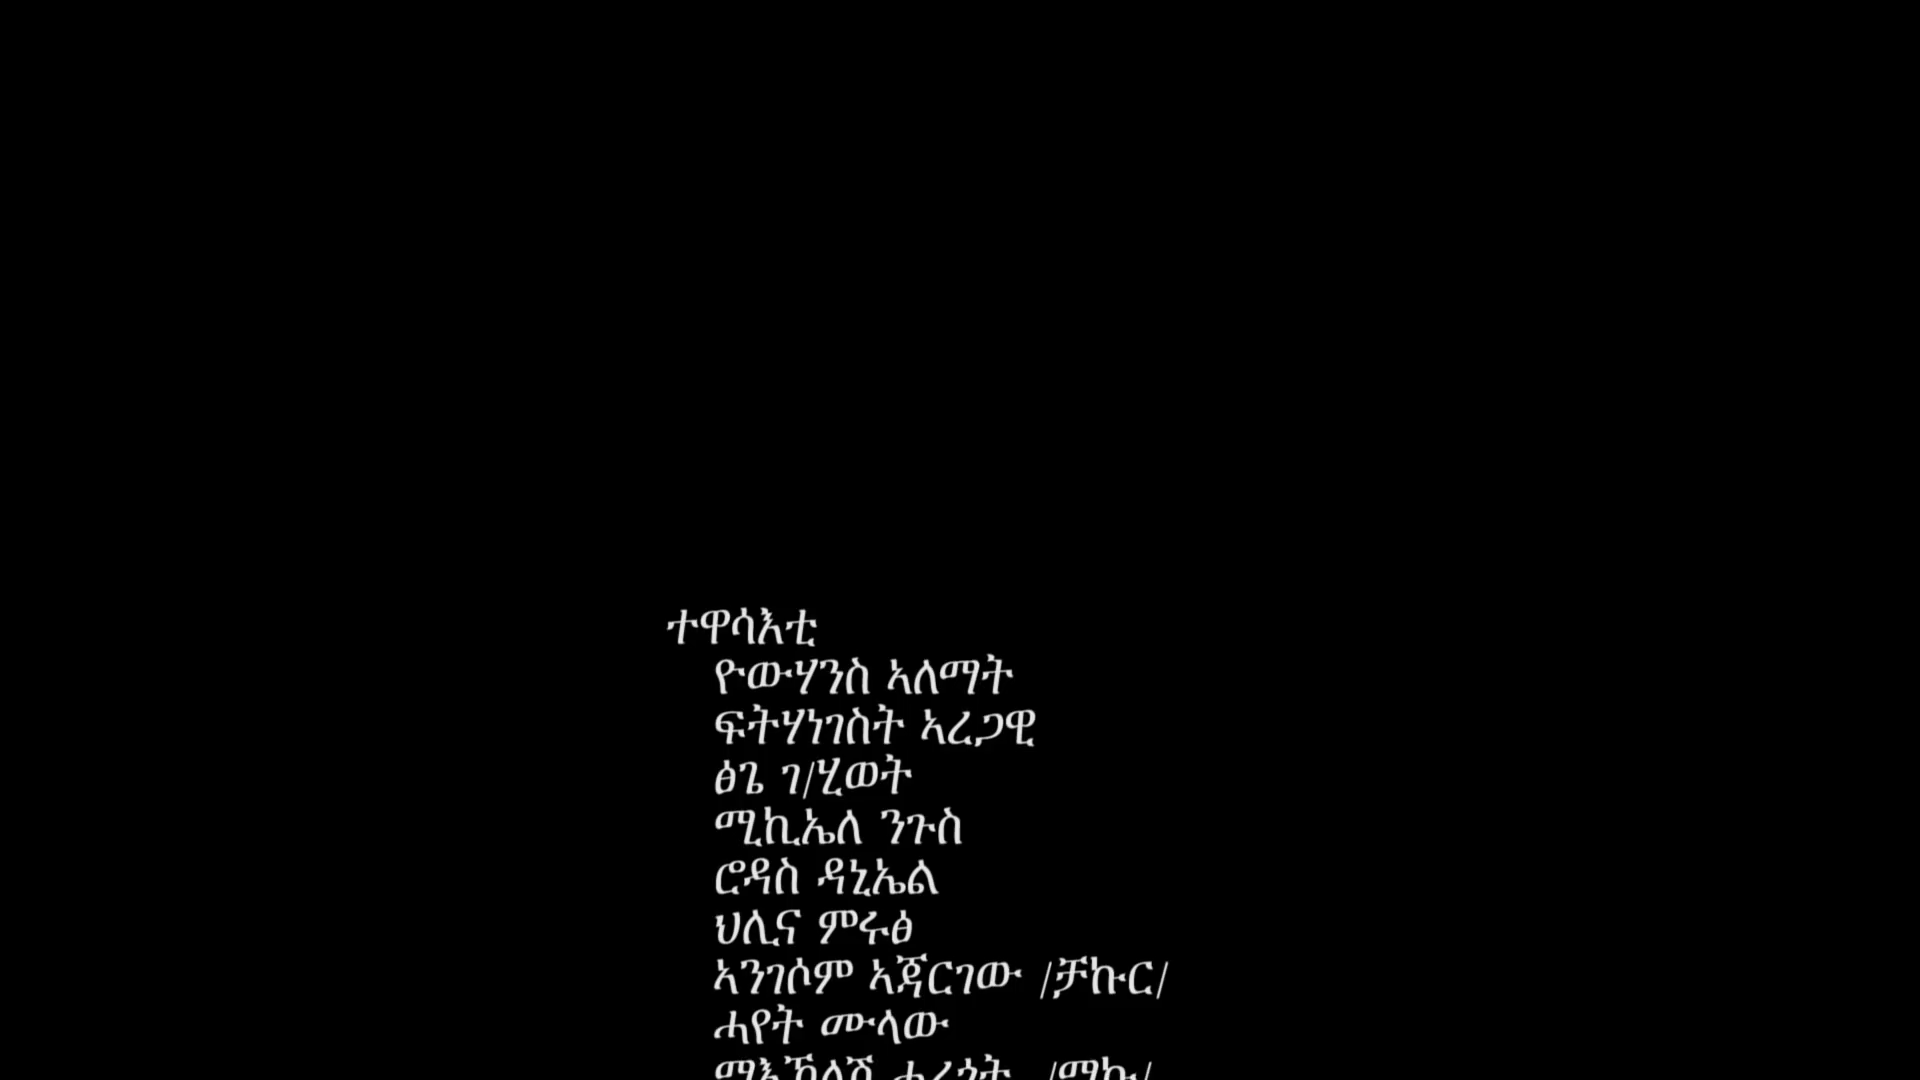 ተዋሳእቲ
ዮውሃንስ ኣለማት
ፍትሃነገስት ኣረጋዊ
ፅጌ ገ/ሂወት
ሚኪኤለ ንጉስ
ሮዳስ ዳኒኤል
ህሊና ምሩፅ
ኣንገሶም ኣጃርገው /ቻኩር/
ሓየት ሙላው